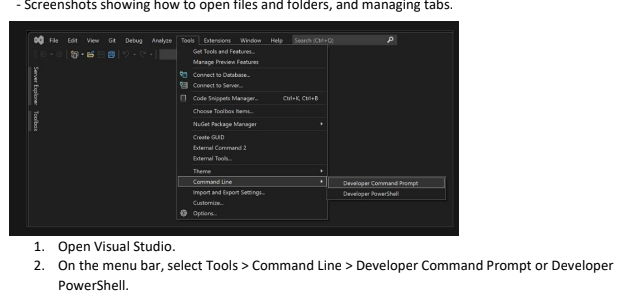 - Screenshots showing how to open files and folders, and managing tabs.
File Edit View Git Debug Analyze Tools Extensions Window Help Search (Ctrl+Q)
Server Explorer
Toolbox
Get Tools and Features...
Manage Preview Features
Connect to Database...
Connect to Server...
Code Snippets Manager... Ctrl+K, Ctrl+B
Choose Toolbox Items...
NuGet Package Manager
Create GUID
External Command 2
External Tools...
Theme
Command Line
Developer Command Prompt
Import and Export Settings...
Developer PowerShell
Customize...
Options...
1. Open Visual Studio.
2. On the menu bar, select Tools > Command Line > Developer Command Prompt or Developer
PowerShell.